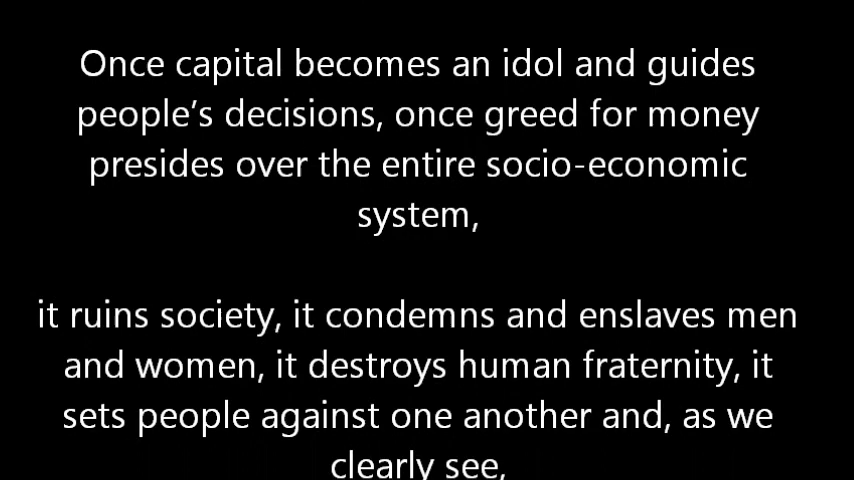 Once capital becomes an idol and guides
people’s decisions, once greed for money
presides over the entire socio-economic
system,
it ruins society, it condemns and enslaves men
and women, it destroys human fraternity, it
sets people against one another and, as we
clearly see,